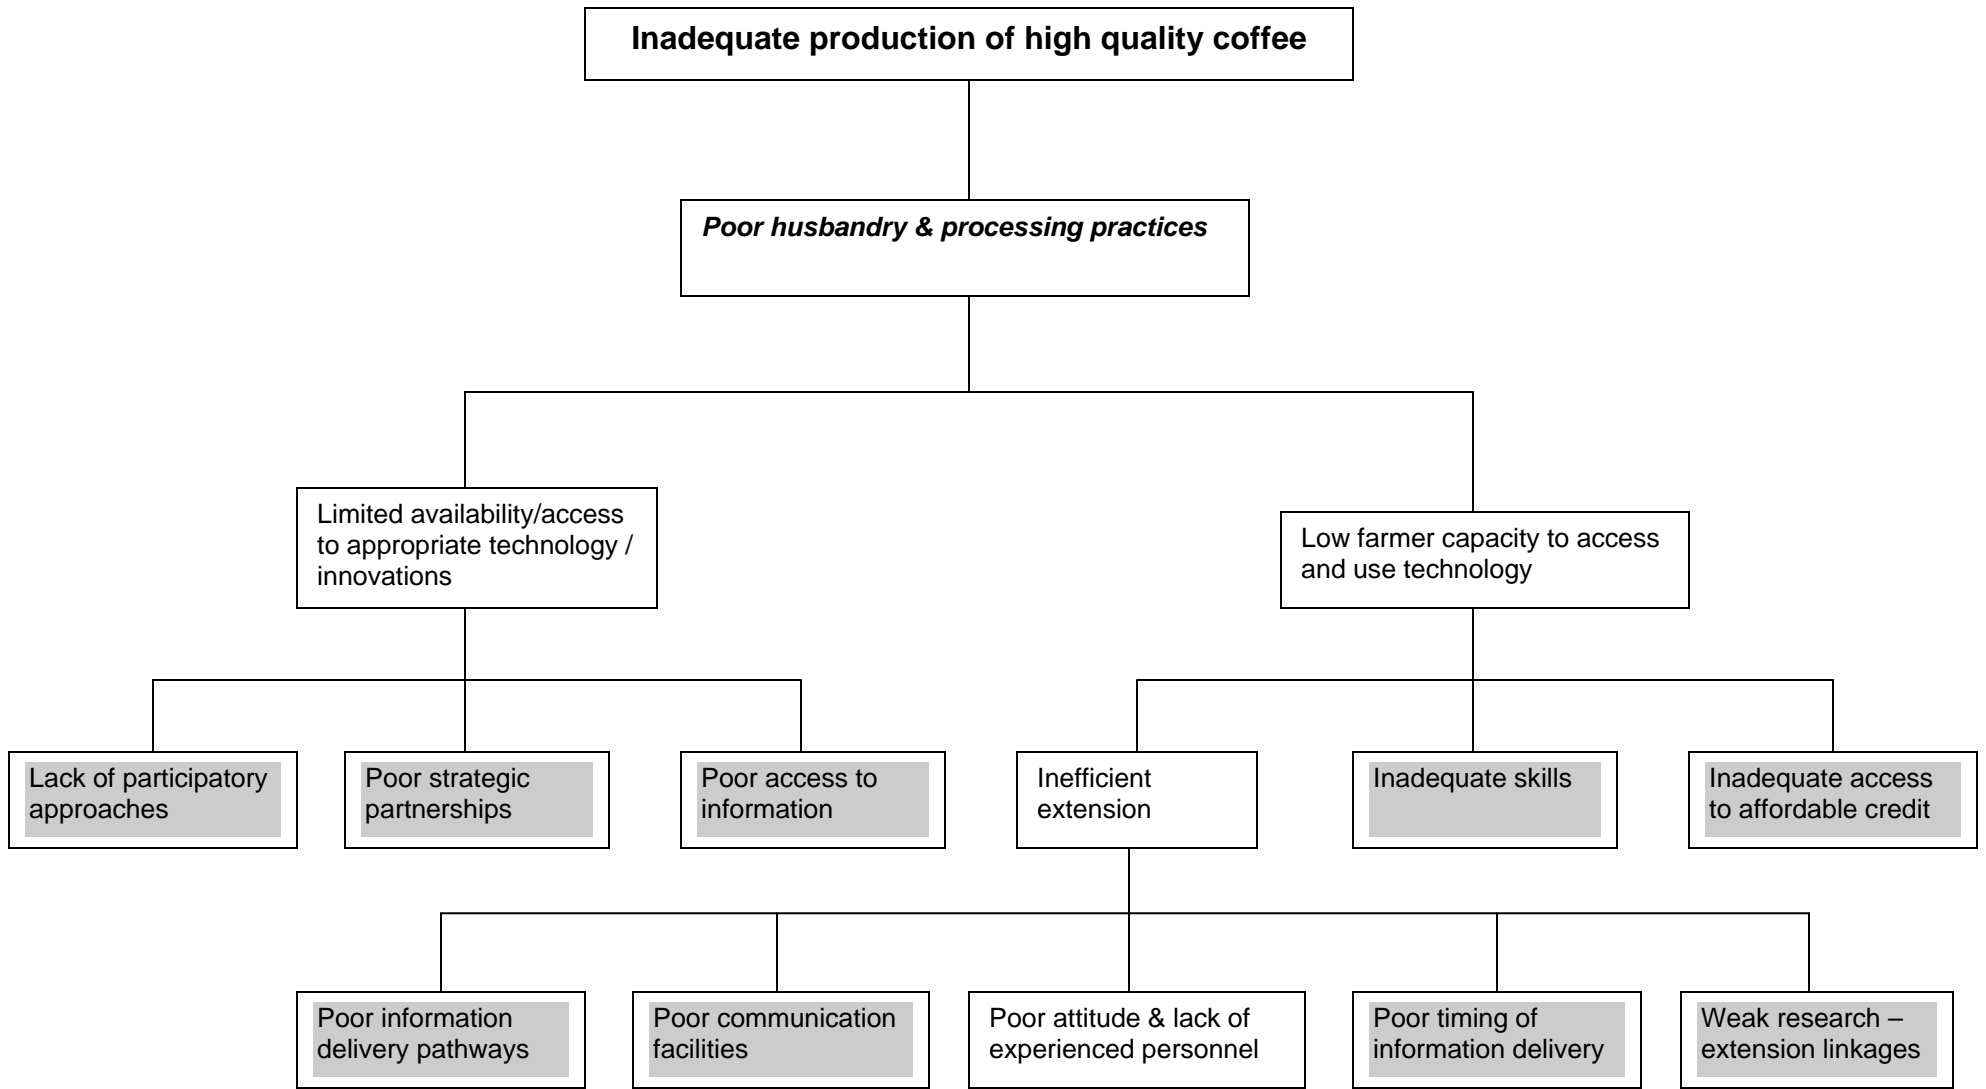 Inadequate production of high quality coffee
Poor husbandry & processing practices
Limited availability/access
to appropriate technology /
innovations
Low farmer capacity to access
and use technology
Lack of participatory
approaches
Poor strategic
partnerships
Poor access to
information
Inefficient
extension
Inadequate skills
Inadequate access
to affordable credit
Poor information
delivery pathways
Poor communication
facilities
Poor attitude & lack of
experienced personnel
Poor timing of
information delivery
Weak research –
extension linkages